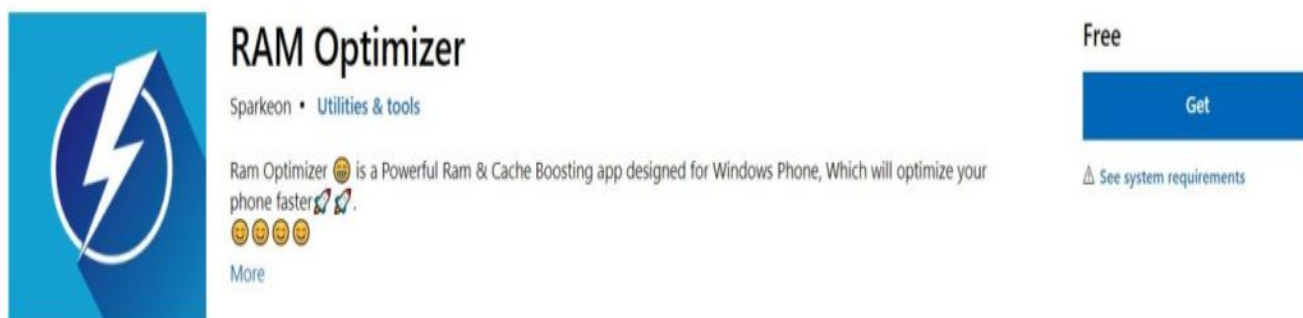 RAM Optimizer
Sparkeon • Utilities & tools
Ram Optimizer 😁 is a Powerful Ram & Cache Boosting app designed for Windows Phone, Which will optimize your
phone faster🚀🚀.
😊😊😊😊
More
Free
Get
⚠ See system requirements